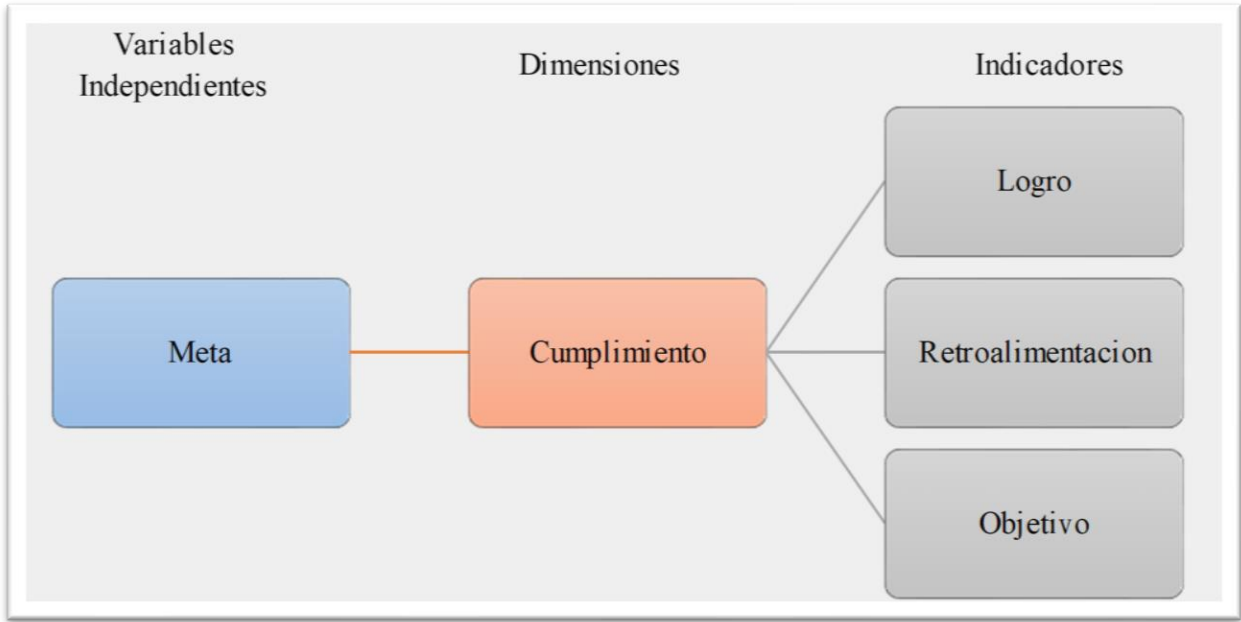 Variables
Independientes
Dimensiones
Indicadores
Logro
Meta
Cumplimiento
Retroalimentacion
Objetivo